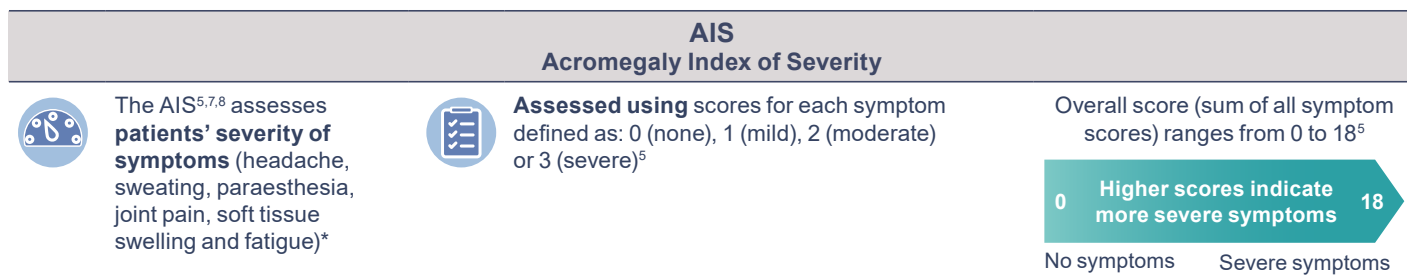 AIS
Acromegaly Index of Severity
The AIS5,7,8 assesses
patients’ severity of
symptoms (headache,
sweating, paraesthesia,
joint pain, soft tissue
swelling and fatigue)*
Assessed using scores for each symptom
defined as: 0 (none), 1 (mild), 2 (moderate)
or 3 (severe)5
Overall score (sum of all symptom
scores) ranges from 0 to 185
0 Higher scores indicate 18
more severe symptoms
No symptoms Severe symptoms